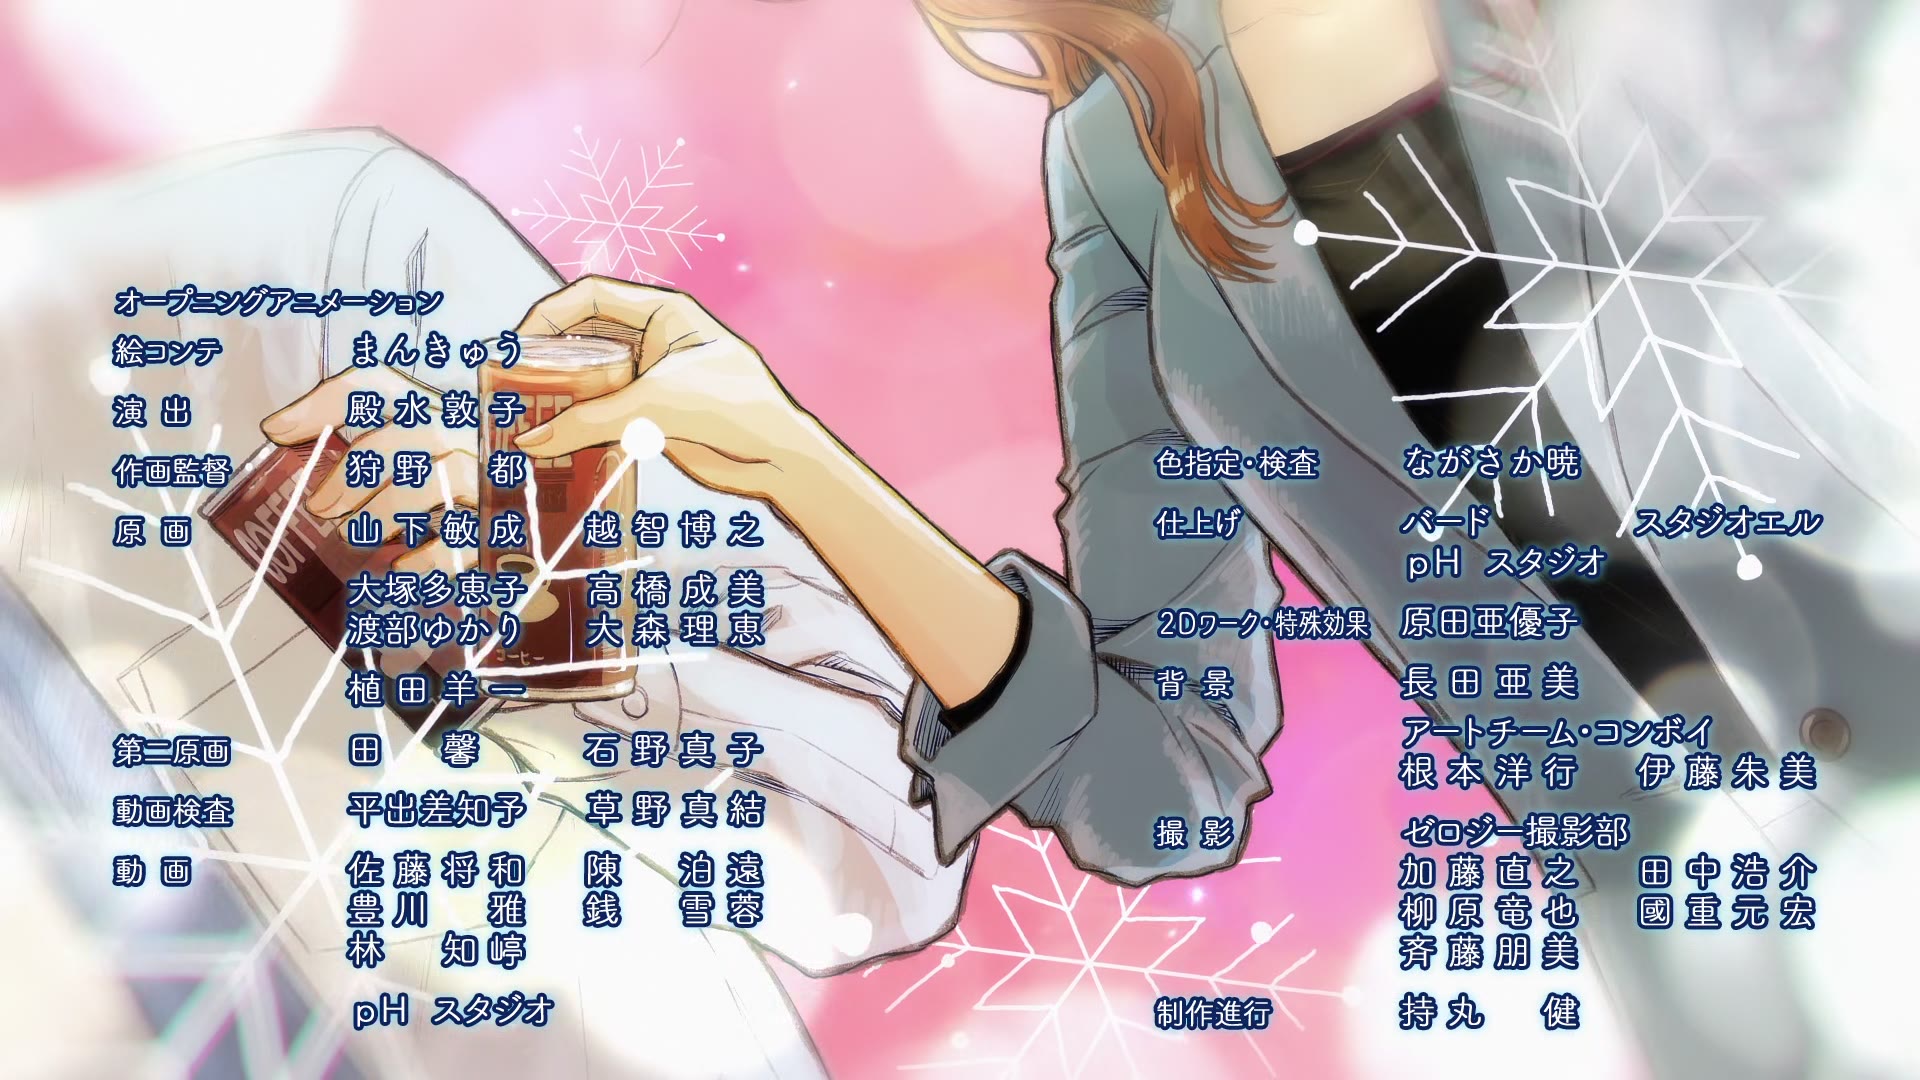 オープニングアニメーション
絵コンテ まんきゅう
演出 殿水敦子
作画監督 狩野都
原画 山下敏成 越智博之
大塚多恵子 高橋成美
渡部ゆかり 大森理恵
植田羊一
第二原画 田馨 石野真子
動画検査 平出差知予 草野真結
動画 佐藤将和 陳泊遠
豊川雅 銭雪蓉
林知崞
pH スタジオ
色指定・検査 ながさか暁
仕上げ バード スタジオエル
pH スタジオ
2Dワーク・特殊効果 原田亜優子
背景 長田亜美
アートチーム・コンボイ
根本洋行 伊藤朱美
撮影 ゼロジー撮影部
加藤直之 田中浩介
柳原竜也 國重元宏
斉藤朋美
制作進行 持丸健
COFFEE
コーヒー